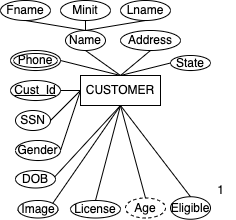 Fname Minit Lname
Name Address
Phone State
Cust_Id CUSTOMER
SSN
Gender
DOB
Image License Age Eligible
1